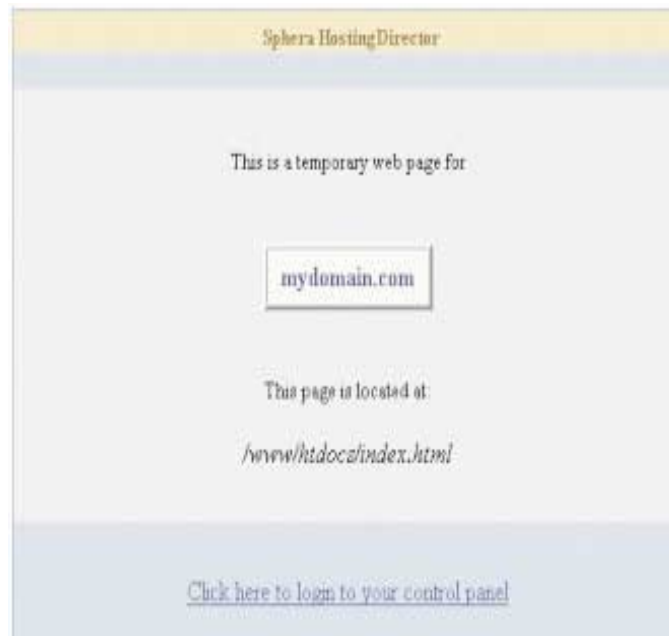 Sphera HostingDirector
This is a temporary web page for
mydomain.com
This page is located at
/www/htdocs/index.html
Click here to login to your control panel